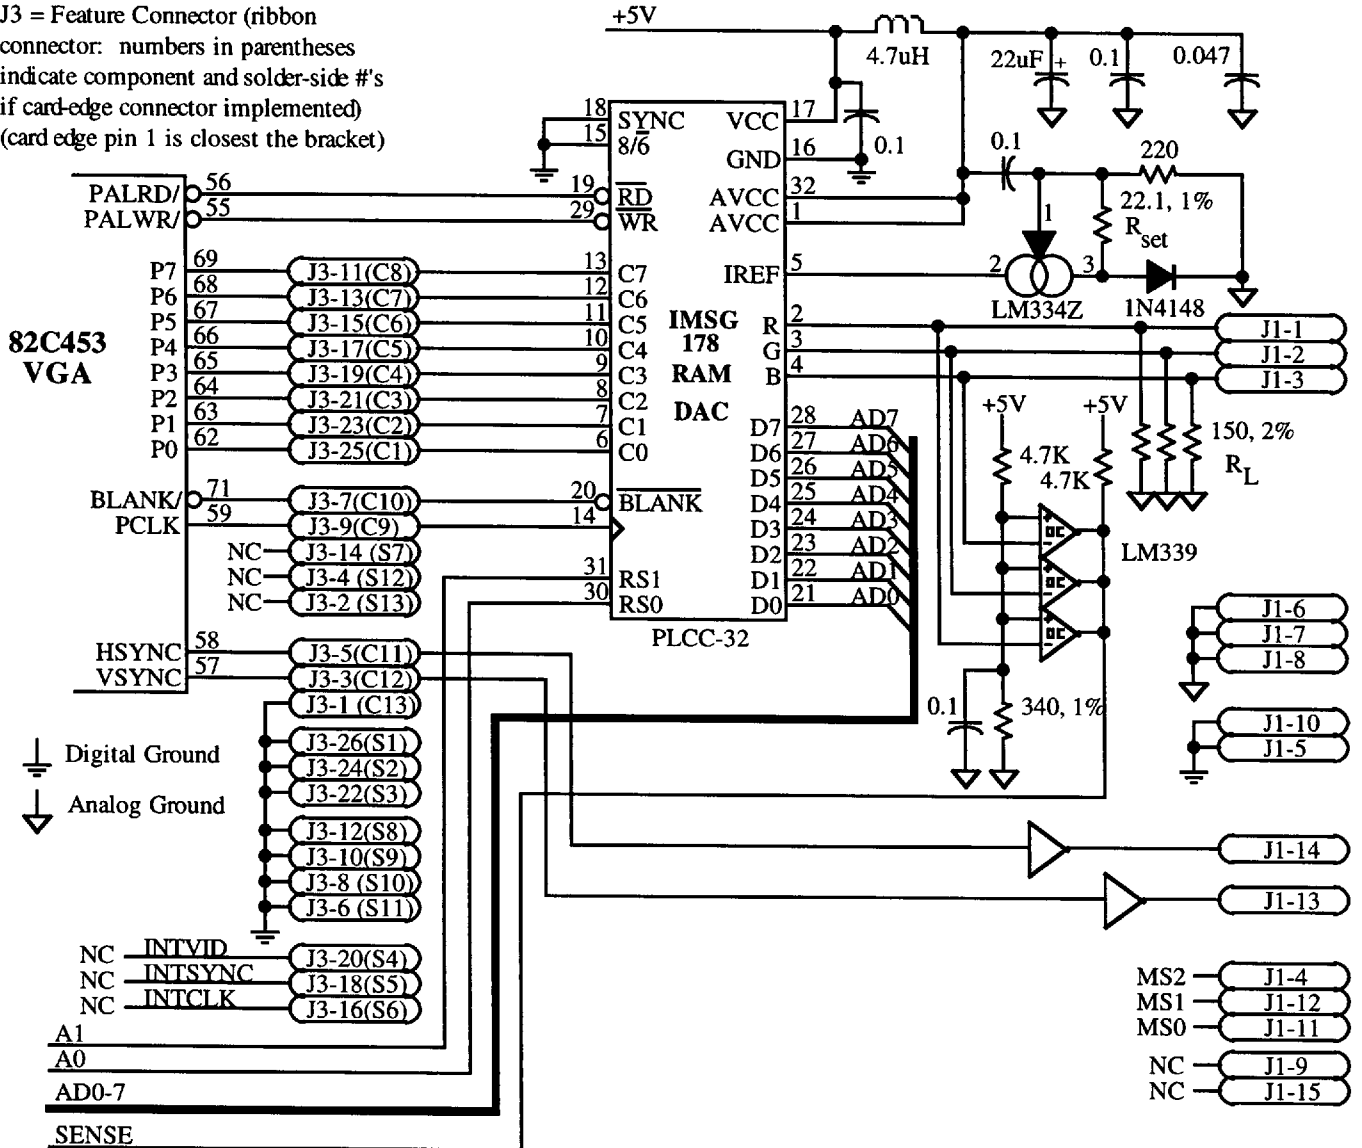 J3 = Feature Connector (ribbon
connector: numbers in parentheses
indicate component and solder-side #'s
if card-edge connector implemented)
(card edge pin 1 is closest the bracket)
+5V
4.7uH
22uF +
0.1
0.047
82C453
VGA
PALRD/ 56
PALWR/ 55
P7 69 J3-11(C8)
P6 68 J3-13(C7)
P5 67 J3-15(C6)
P4 66 J3-17(C5)
P3 65 J3-19(C4)
P2 64 J3-21(C3)
P1 63 J3-23(C2)
P0 62 J3-25(C1)
BLANK/ 71 J3-7(C10)
PCLK 59 J3-9(C9)
NC J3-14 (S7)
NC J3-4 (S12)
NC J3-2 (S13)
HSYNC 58 J3-5(C11)
VSYNC 57 J3-3(C12)
J3-1 (C13)
J3-26(S1)
J3-24(S2)
J3-22(S3)
J3-12(S8)
J3-10(S9)
J3-8 (S10)
J3-6 (S11)
Digital Ground
Analog Ground
NC INTVID J3-20(S4)
NC INTSYNC J3-18(S5)
NC INTCLK J3-16(S6)
A1
A0
AD0-7
SENSE
18 SYNC
15 8/6
19 RD
29 WR
13 C7
12 C6
11 C5
10 C4
9 C3
8 C2
7 C1
6 C0
20 BLANK
14
31 RS1
30 RS0
IMSG
178
RAM
DAC
PLCC-32
VCC 17
GND 16
AVCC 32
AVCC 1
IREF 5
R 2
G 3
B 4
D7 28 AD7
D6 27 AD6
D5 26 AD5
D4 25 AD4
D3 24 AD3
D2 23 AD2
D1 22 AD1
D0 21 AD0
0.1
0.1
220
22.1, 1%
Rset
1
2
3
LM334Z
1N4148
J1-1
J1-2
J1-3
+5V
+5V
4.7K
4.7K
150, 2%
RL
+
OC
-
+
OC
-
+
OC
-
LM339
0.1
340, 1%
J1-6
J1-7
J1-8
J1-10
J1-5
J1-14
J1-13
MS2 J1-4
MS1 J1-12
MS0 J1-11
NC J1-9
NC J1-15